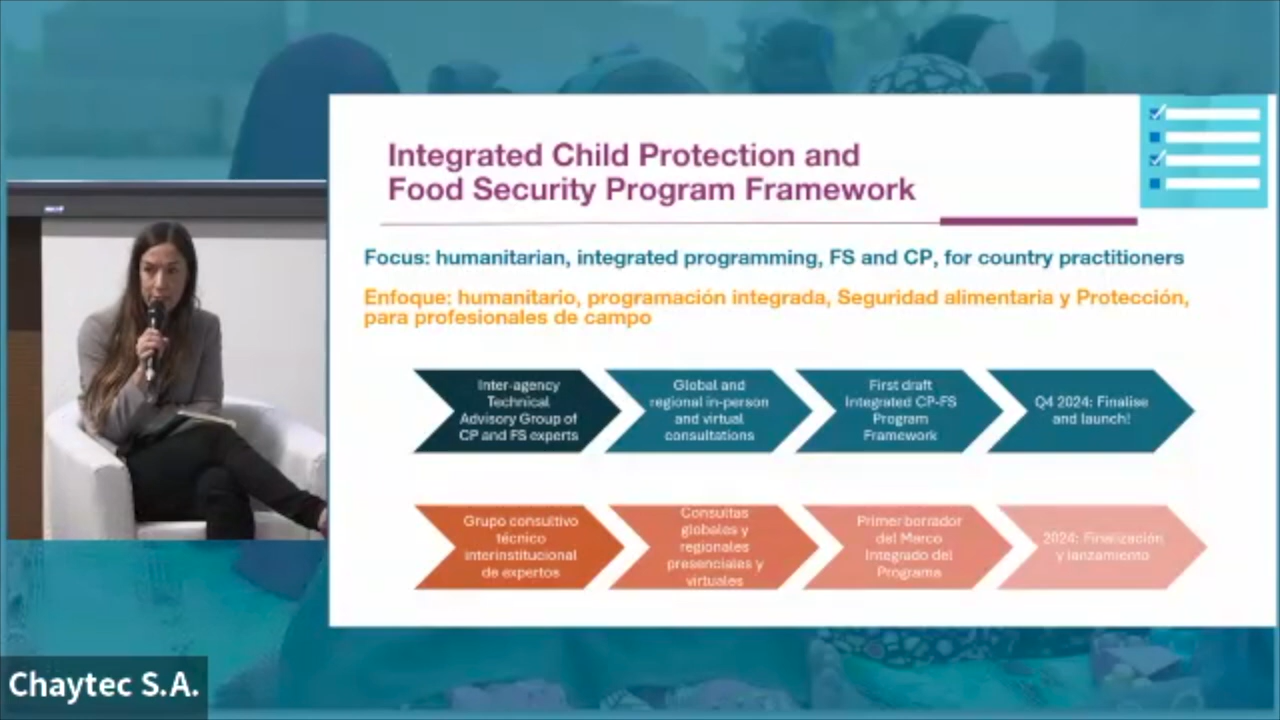 Integrated Child Protection and
Food Security Program Framework
Focus: humanitarian, integrated programming, FS and CP, for country practitioners
Enfoque: humanitario, programación integrada, Seguridad alimentaria y Protección,
para profesionales de campo
Inter-agency
Technical
Advisory Group of
CP and FS experts
Global and
regional in-person
and virtual
consultations
First draft
Integrated CP-FS
Program
Framework
Q4 2024: Finalise
and launch!
Grupo consultivo
técnico
interinstitucional
de expertos
Consultas
globales y
regionales
presenciales y
virtuales
Primer borrador
del Marco
Integrado del
Programa
2024: Finalización
y lanzamiento
Chaytec S.A.